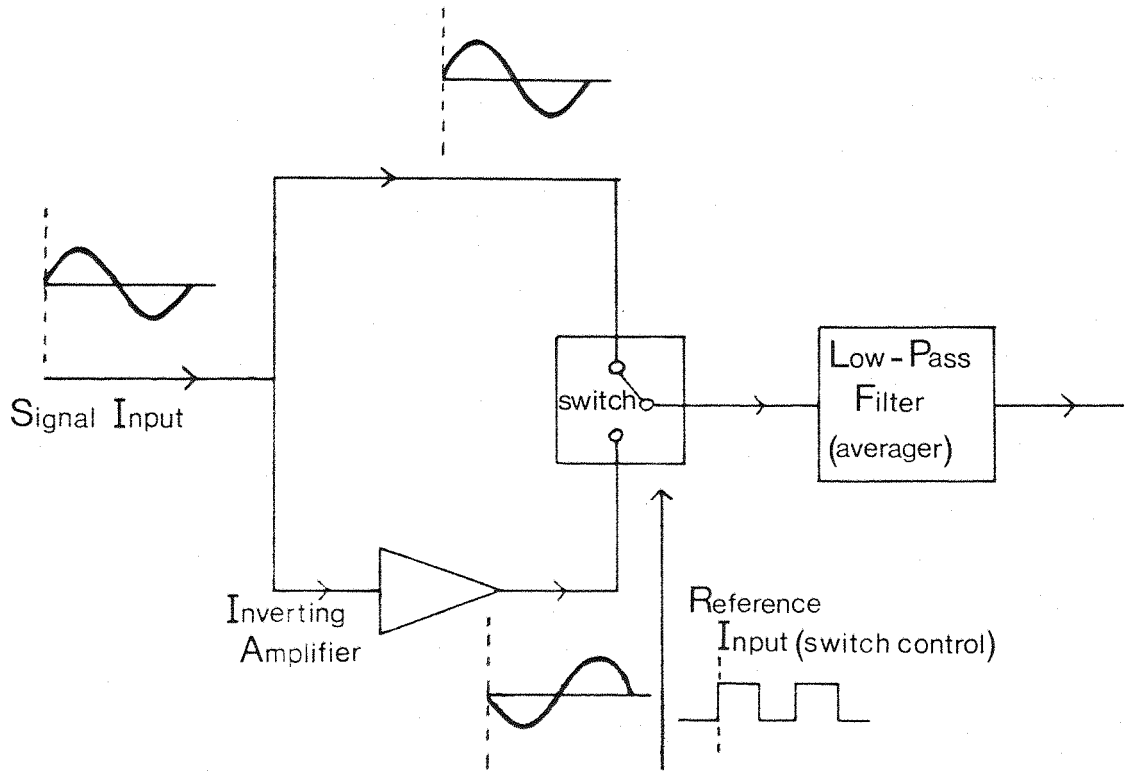 Signal Input
switch
Low-Pass
Filter
(averager)
Inverting
Amplifier
Reference
Input (switch control)